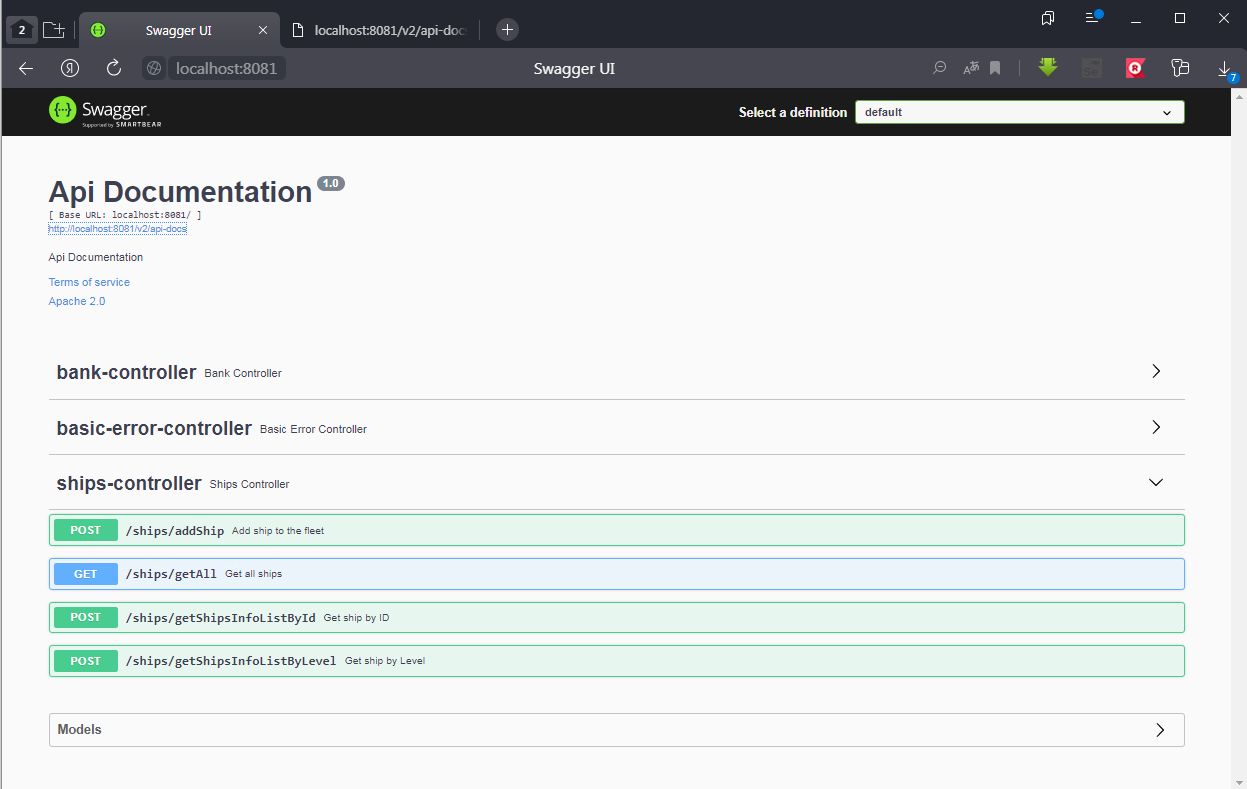 2
Swagger UI
localhost:8081/v2/api-doc
localhost:8081
Swagger UI
7
Swagger.
Supported by SMARTBEAR
Select a definition
default
Api Documentation 1.0
[ Base URL: localhost:8081/ ]
http://localhost:8081/v2/api-docs
Api Documentation
Terms of service
Apache 2.0
bank-controller Bank Controller
basic-error-controller Basic Error Controller
ships-controller Ships Controller
POST /ships/addShip Add ship to the fleet
GET /ships/getAll Get all ships
POST /ships/getShipsInfoListById Get ship by ID
POST /ships/getShipsInfoListByLevel Get ship by Level
Models